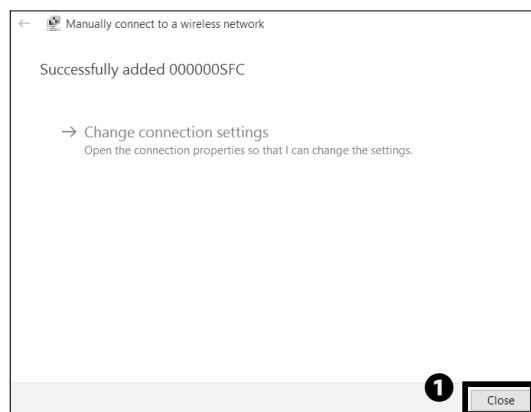 ← Manually connect to a wireless network
Successfully added 000000SFC
→ Change connection settings
Open the connection properties so that I can change the settings.
❶ Close